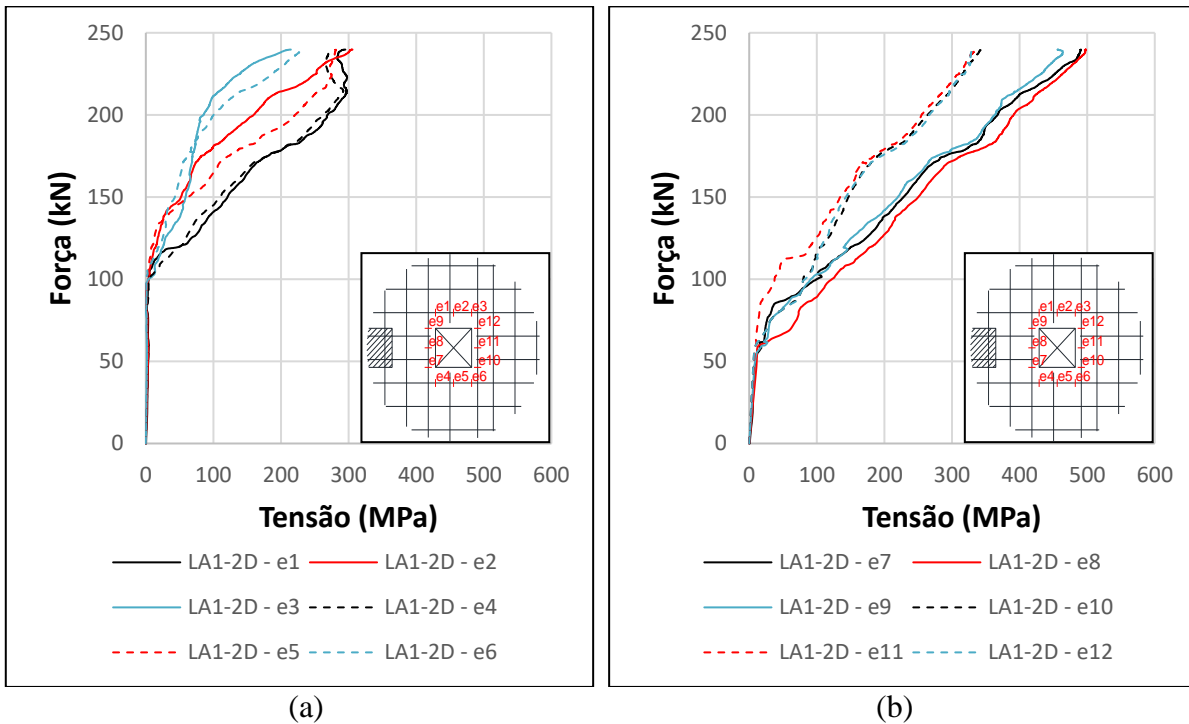 250
200
150
100
50
0
Força (kN)
0 100 200 300 400 500 600
Tensão (MPa)
e1 e2 e3
e9 e12
e8 e11
e7 e10
e4 e5 e6
LA1-2D - e1 LA1-2D - e2
LA1-2D - e3 LA1-2D - e4
LA1-2D - e5 LA1-2D - e6
(a)
250
200
150
100
50
0
Força (kN)
0 100 200 300 400 500 600
Tensão (MPa)
e1 e2 e3
e9 e12
e8 e11
e7 e10
e4 e5 e6
LA1-2D - e7 LA1-2D - e8
LA1-2D - e9 LA1-2D - e10
LA1-2D - e11 LA1-2D - e12
(b)